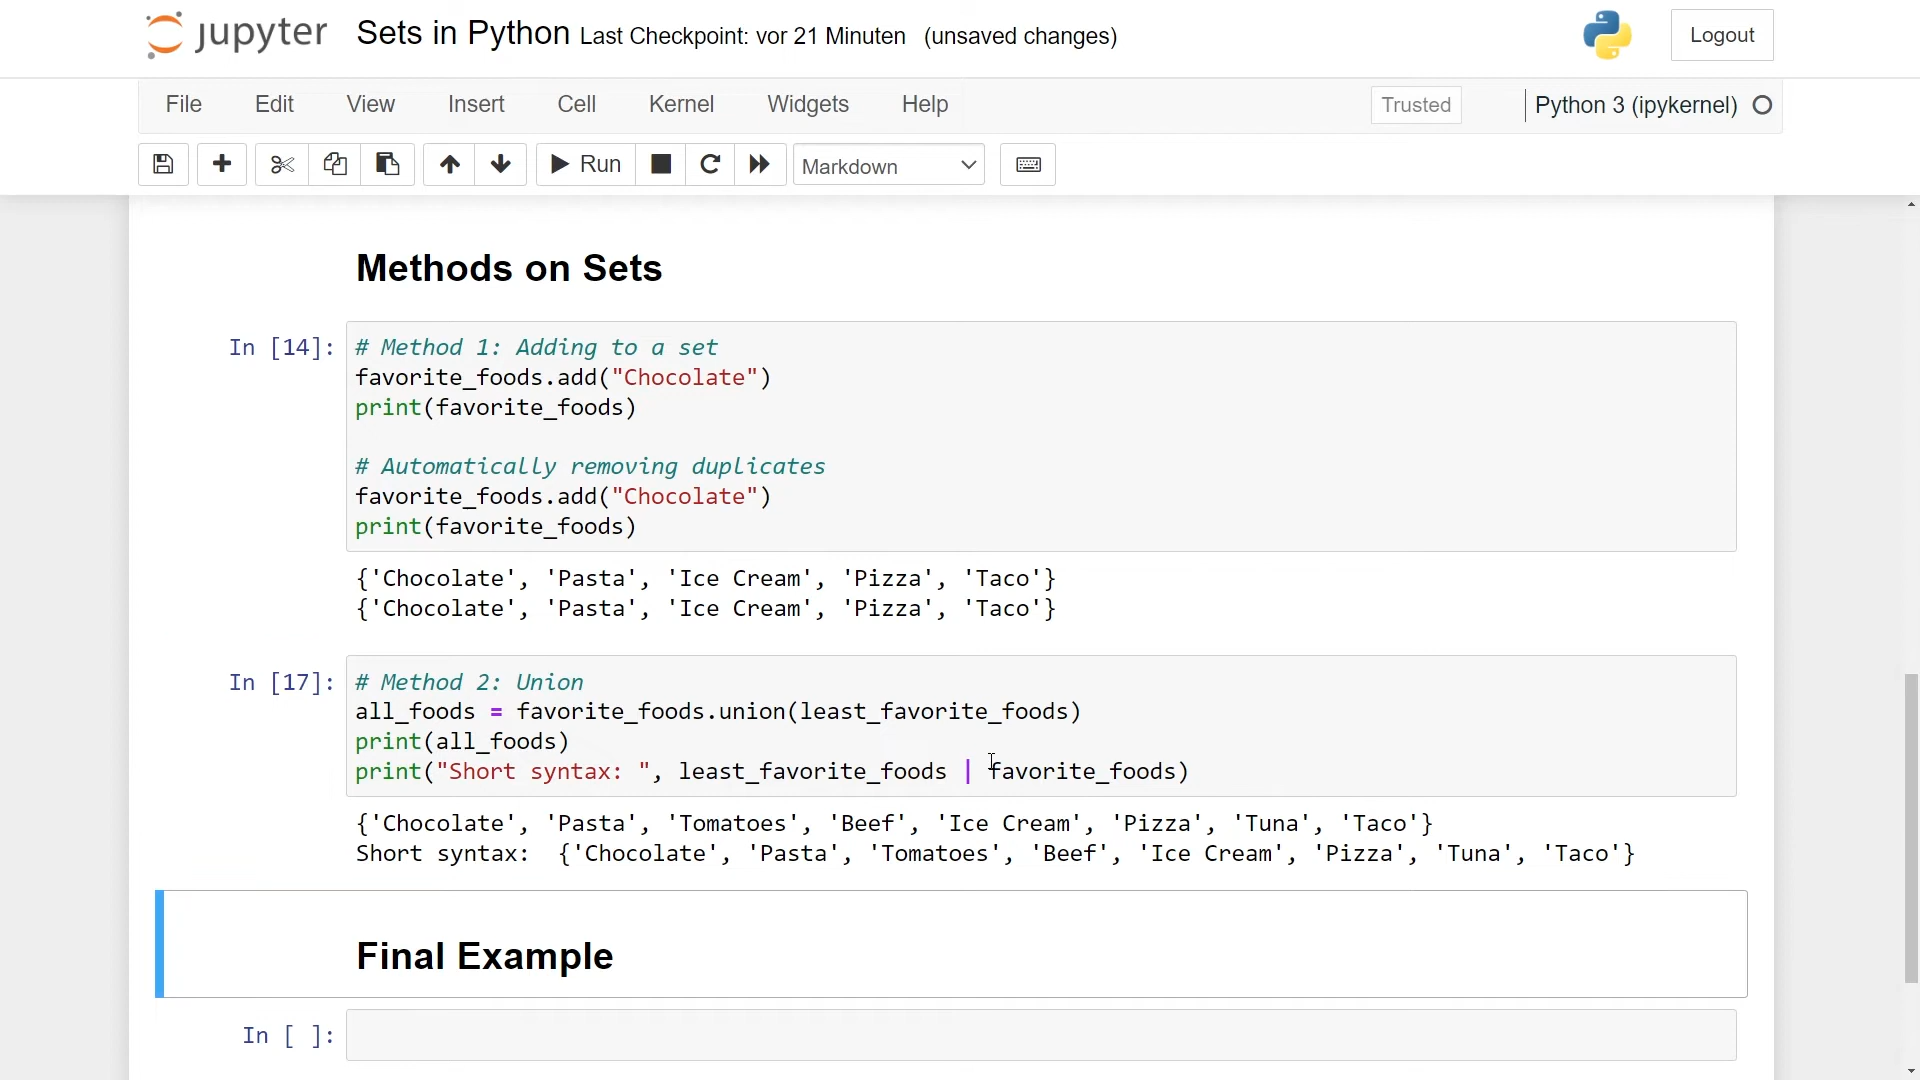 jupyter Sets in Python Last Checkpoint: vor 21 Minuten (unsaved changes) Logout
File Edit View Insert Cell Kernel Widgets Help Trusted Python 3 (ipykernel)
Run Markdown
Methods on Sets
In [14]: # Method 1: Adding to a set
favorite_foods.add("Chocolate")
print(favorite_foods)
# Automatically removing duplicates
favorite_foods.add("Chocolate")
print(favorite_foods)
{'Chocolate', 'Pasta', 'Ice Cream', 'Pizza', 'Taco'}
{'Chocolate', 'Pasta', 'Ice Cream', 'Pizza', 'Taco'}
In [17]: # Method 2: Union
all_foods = favorite_foods.union(least_favorite_foods)
print(all_foods)
print("Short syntax: ", least_favorite_foods | favorite_foods)
{'Chocolate', 'Pasta', 'Tomatoes', 'Beef', 'Ice Cream', 'Pizza', 'Tuna', 'Taco'}
Short syntax:  {'Chocolate', 'Pasta', 'Tomatoes', 'Beef', 'Ice Cream', 'Pizza', 'Tuna', 'Taco'}
Final Example
In [ ]: